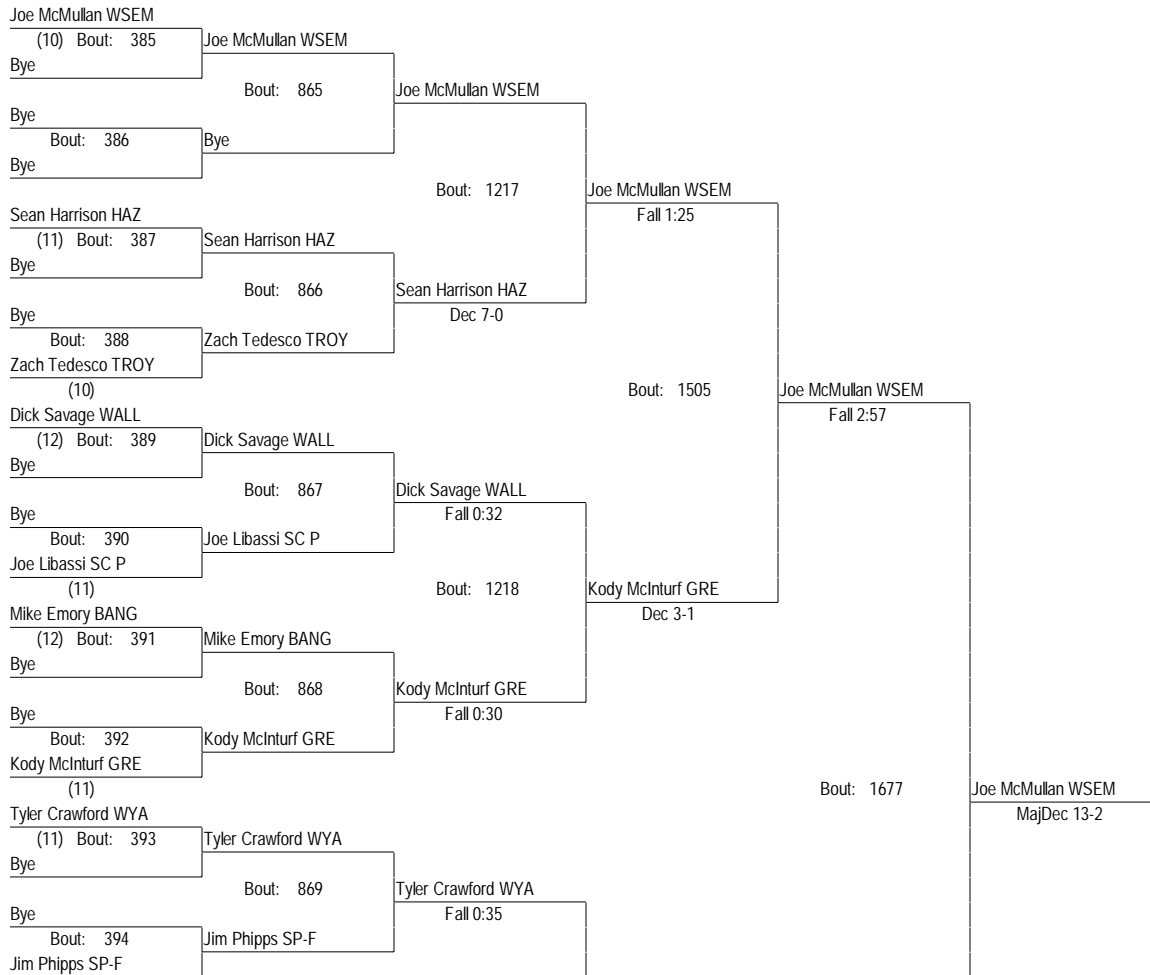 Joe McMullan WSEM
(10) Bout: 385
Joe McMullan WSEM
Bye
Bout: 865
Joe McMullan WSEM
Bye
Bout: 386
Bye
Bye
Bout: 1217
Joe McMullan WSEM
Fall 1:25
Sean Harrison HAZ
(11) Bout: 387
Sean Harrison HAZ
Bye
Bout: 866
Sean Harrison HAZ
Dec 7-0
Bye
Bout: 388
Zach Tedesco TROY
Zach Tedesco TROY
(10)
Bout: 1505
Joe McMullan WSEM
Fall 2:57
Dick Savage WALL
(12) Bout: 389
Dick Savage WALL
Bye
Bout: 867
Dick Savage WALL
Fall 0:32
Bye
Bout: 390
Joe Libassi SC P
Joe Libassi SC P
(11)
Bout: 1218
Kody McInturf GRE
Dec 3-1
Mike Emory BANG
(12) Bout: 391
Mike Emory BANG
Bye
Bout: 868
Kody McInturf GRE
Fall 0:30
Bye
Bout: 392
Kody McInturf GRE
Kody McInturf GRE
(11)
Bout: 1677
Joe McMullan WSEM
MajDec 13-2
Tyler Crawford WYA
(11) Bout: 393
Tyler Crawford WYA
Bye
Bout: 869
Tyler Crawford WYA
Fall 0:35
Bye
Bout: 394
Jim Phipps SP-F
Jim Phipps SP-F